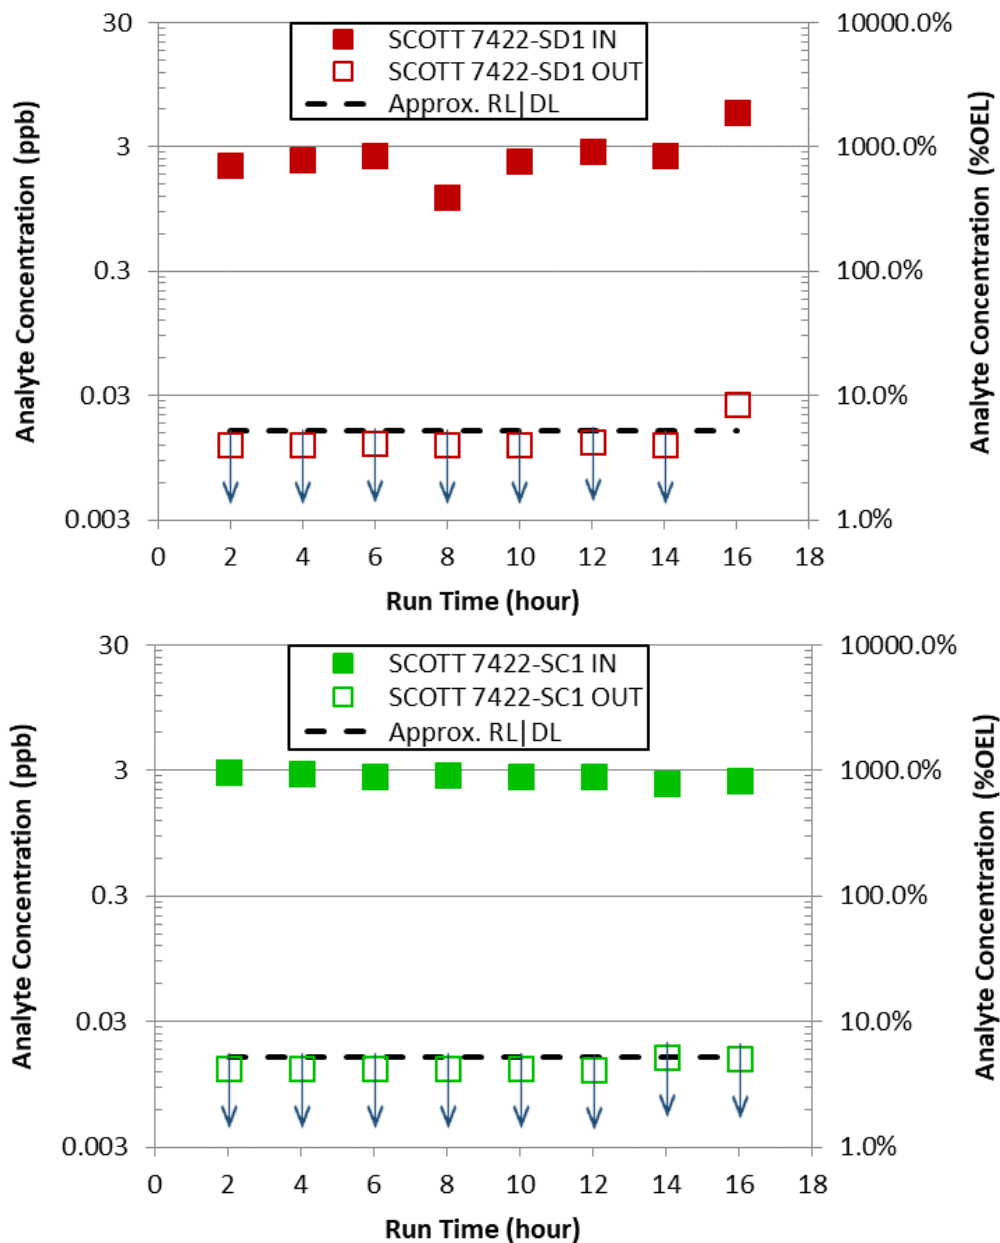 SCOTT 7422-SD1 IN
SCOTT 7422-SD1 OUT
Approx. RL|DL
Analyte Concentration (ppb)
30
3
0.3
0.03
0.003
10000.0%
1000.0%
100.0%
10.0%
1.0%
Analyte Concentration (%OEL)
0 2 4 6 8 10 12 14 16 18
Run Time (hour)
SCOTT 7422-SC1 IN
SCOTT 7422-SC1 OUT
Approx. RL|DL
Analyte Concentration (ppb)
30
3
0.3
0.03
0.003
10000.0%
1000.0%
100.0%
10.0%
1.0%
Analyte Concentration (%OEL)
0 2 4 6 8 10 12 14 16 18
Run Time (hour)